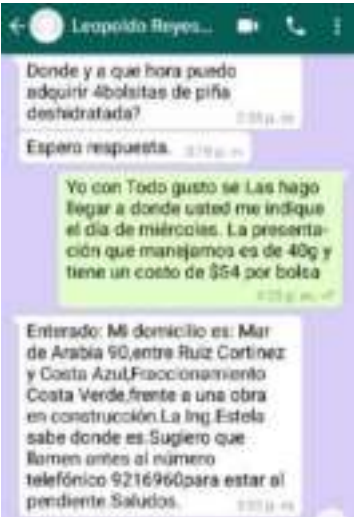 Leopoldo Reyes...
Donde y a que hora puedo
adquirir 4bolsitas de piña
deshidratada?
Espero respuesta.
Yo con Todo gusto se Las hago
llegar a donde usted me indique
el día de miércoles. La presenta-
ción que manejamos es de 40g y
tiene un costo de $54 por bolsa
Enterado: Mi domicilio es: Mar
de Arabia 90,entre Ruiz Cortinez
y Costa Azul,Fraccionamiento
Costa Verde,frente a una obra
en construcción.La Ing.Estela
sabe donde es.Sugiero que
llamen antes al número
telefónico 9216960para estar al
pendiente.Saludos.